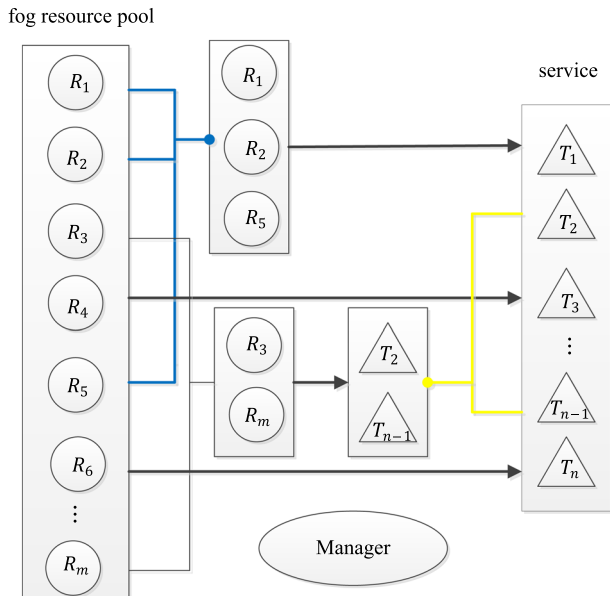 fog resource pool
R₁
R₂
R₃
R₄
R₅
R₆
⋮
Rₘ
R₁
R₂
R₅
R₃
Rₘ
T₂
Tₙ₋₁
service
T₁
T₂
T₃
⋮
Tₙ₋₁
Tₙ
Manager